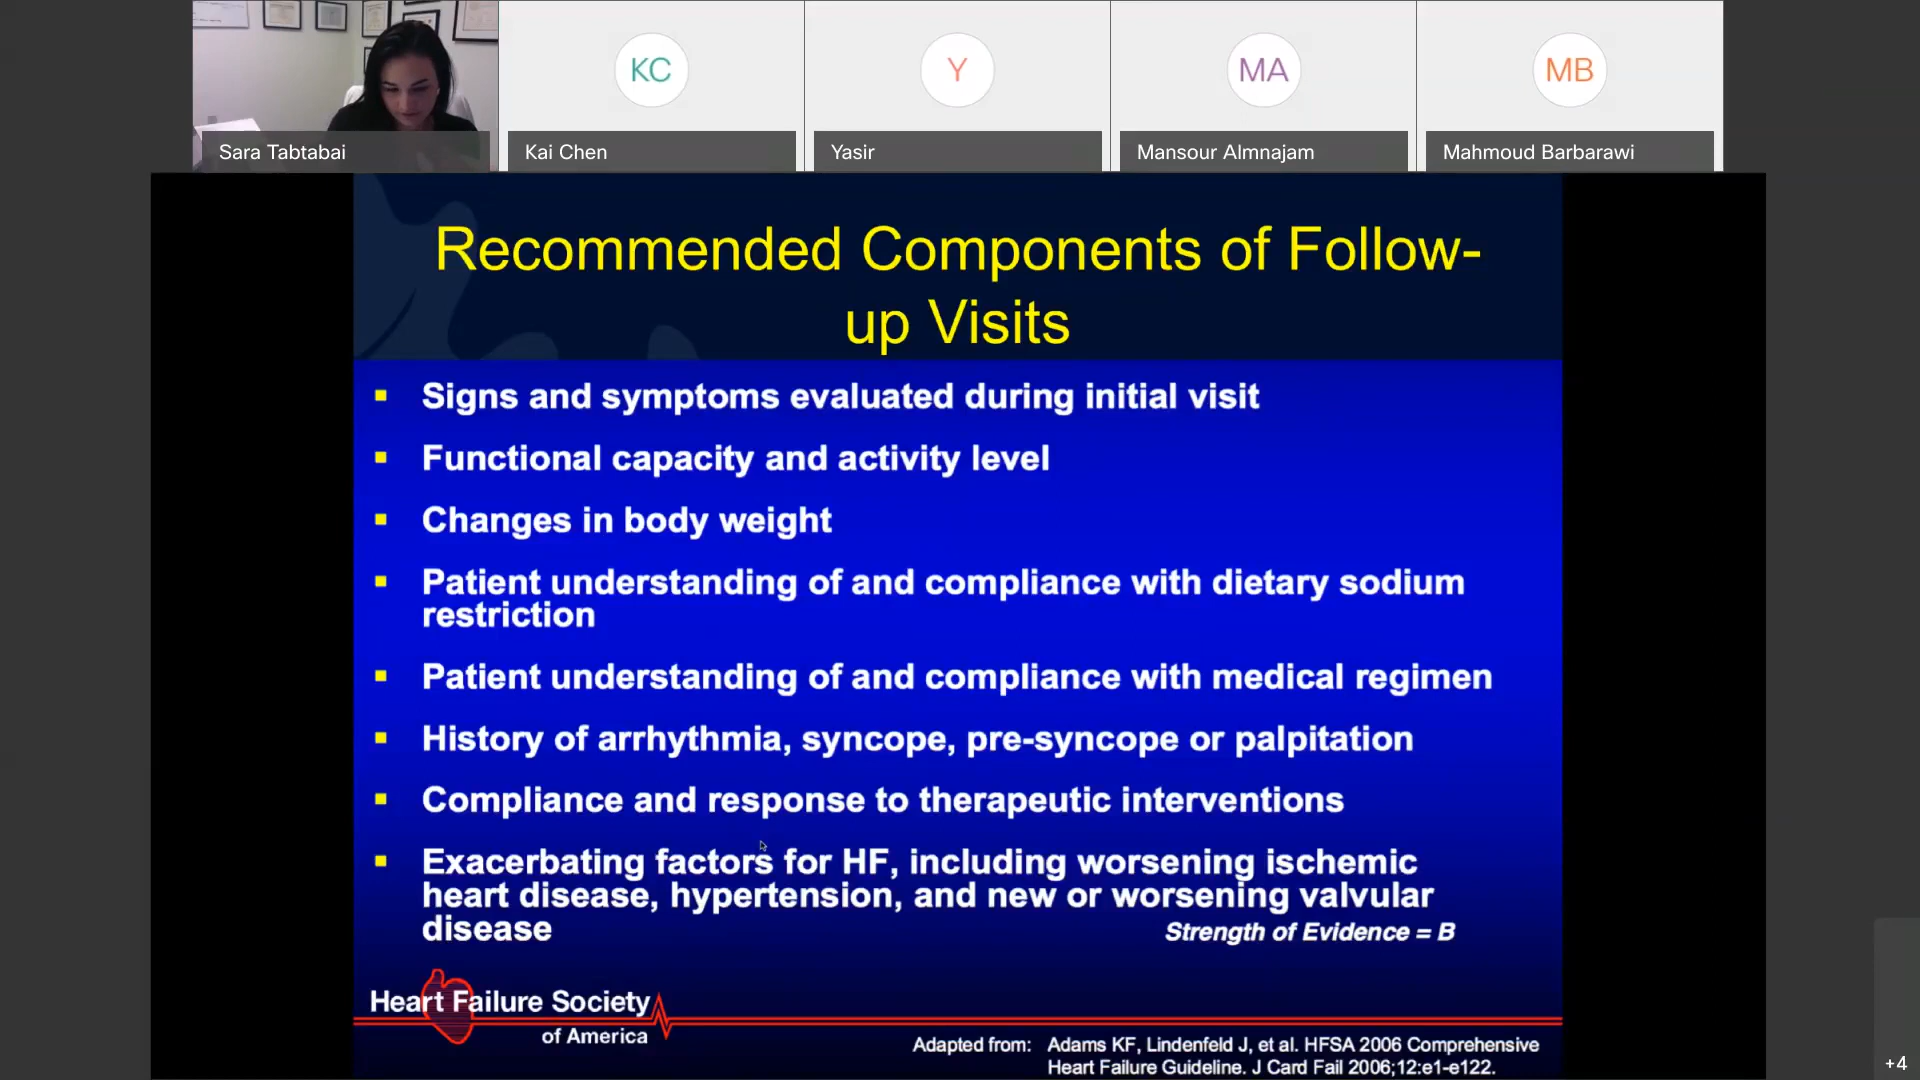 KC
Y
MA
MB
Sara Tabtabai
Kai Chen
Yasir
Mansour Almnajam
Mahmoud Barbarawi
Recommended Components of Follow-
up Visits
Signs and symptoms evaluated during initial visit
Functional capacity and activity level
Changes in body weight
Patient understanding of and compliance with dietary sodium
restriction
Patient understanding of and compliance with medical regimen
History of arrhythmia, syncope, pre-syncope or palpitation
Compliance and response to therapeutic interventions
Exacerbating factors for HF, including worsening ischemic
heart disease, hypertension, and new or worsening valvular
disease
Strength of Evidence = B
Heart Failure Society
of America
Adapted from: Adams KF, Lindenfeld J, et al. HFSA 2006 Comprehensive
Heart Failure Guideline. J Card Fail 2006;12:e1-e122.
+4